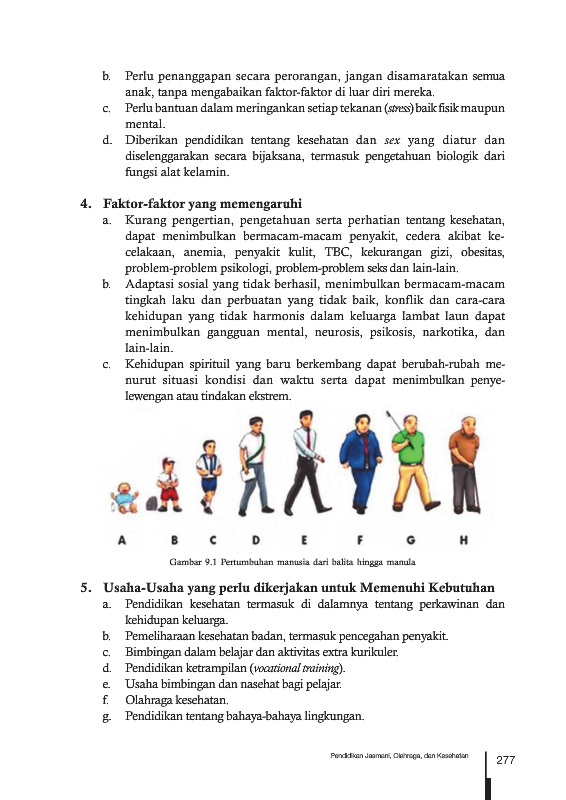 b. Perlu penanggapan secara perorangan, jangan disamaratakan semua
anak, tanpa mengabaikan faktor-faktor di luar diri mereka.
c. Perlu bantuan dalam meringankan setiap tekanan (stress) baik fisik maupun
mental.
d. Diberikan pendidikan tentang kesehatan dan sex yang diatur dan
diselenggarakan secara bijaksana, termasuk pengetahuan biologik dari
fungsi alat kelamin.
4. Faktor-faktor yang memengaruhi
a. Kurang pengertian, pengetahuan serta perhatian tentang kesehatan,
dapat menimbulkan bermacam-macam penyakit, cedera akibat ke-
celakaan, anemia, penyakit kulit, TBC, kekurangan gizi, obesitas,
problem-problem psikologi, problem-problem seks dan lain-lain.
b. Adaptasi sosial yang tidak berhasil, menimbulkan bermacam-macam
tingkah laku dan perbuatan yang tidak baik, konflik dan cara-cara
kehidupan yang tidak harmonis dalam keluarga lambat laun dapat
menimbulkan gangguan mental, neurosis, psikosis, narkotika, dan
lain-lain.
c. Kehidupan spirituil yang baru berkembang dapat berubah-rubah me-
nurut situasi kondisi dan waktu serta dapat menimbulkan penye-
lewengan atau tindakan ekstrem.
A B C D E F G H
Gambar 9.1 Pertumbuhan manusia dari balita hingga manula
5. Usaha-Usaha yang perlu dikerjakan untuk Memenuhi Kebutuhan
a. Pendidikan kesehatan termasuk di dalamnya tentang perkawinan dan
kehidupan keluarga.
b. Pemeliharaan kesehatan badan, termasuk pencegahan penyakit.
c. Bimbingan dalam belajar dan aktivitas extra kurikuler.
d. Pendidikan ketrampilan (vocational training).
e. Usaha bimbingan dan nasehat bagi pelajar.
f. Olahraga kesehatan.
g. Pendidikan tentang bahaya-bahaya lingkungan.
Pendidikan Jasmani, Olehraga, dan Kesehatan 277